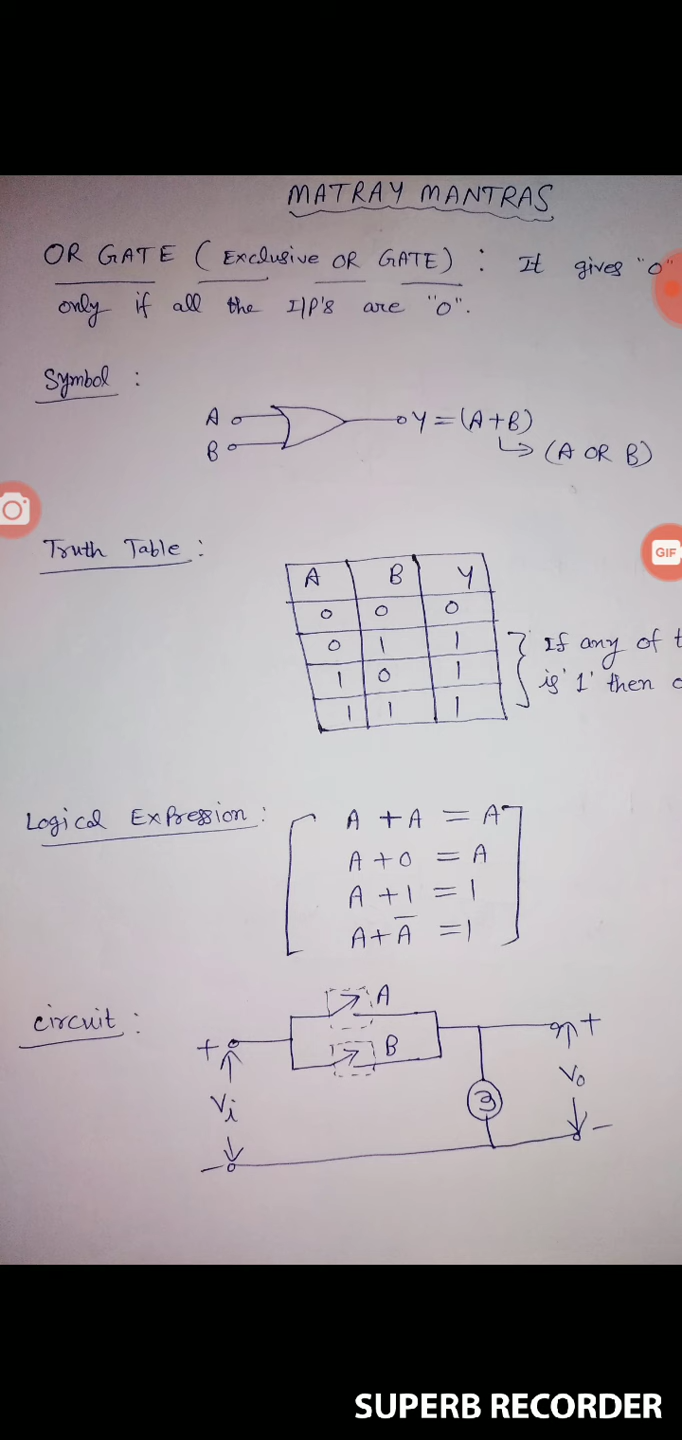 MATRAY MANTRAS
OR GATE ( Exclusive OR GATE ) : It gives "0"
only if all the I/P's are "0".
Symbol :
A
B
Y = (A+B)
(A OR B)
Truth Table :
A B Y
0 0 0
0 1 1
1 0 1
1 1 1
If any of
is '1' then
Logical Expression :
A + A = A
A + 0 = A
A + 1 = 1
A + A̅ = 1
circuit :
A
B
+
+
Vi
Vo
-
-
GIF
SUPERB RECORDER